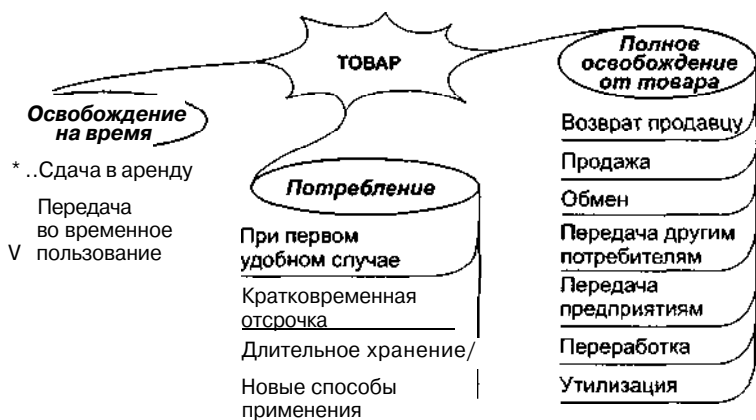 ТОВАР
Освобождение
на время
* ..Сдача в аренду
Передача
во временное
V пользование
Потребление
При первом
удобном случае
Кратковременная
отсрочка
Длительное хранение/
Новые способы
применения
Полное
освобождение
от товара
Возврат продавцу
Продажа
Обмен
Передача другим
потребителям
Передача
предприятиям
Переработка
Утилизация